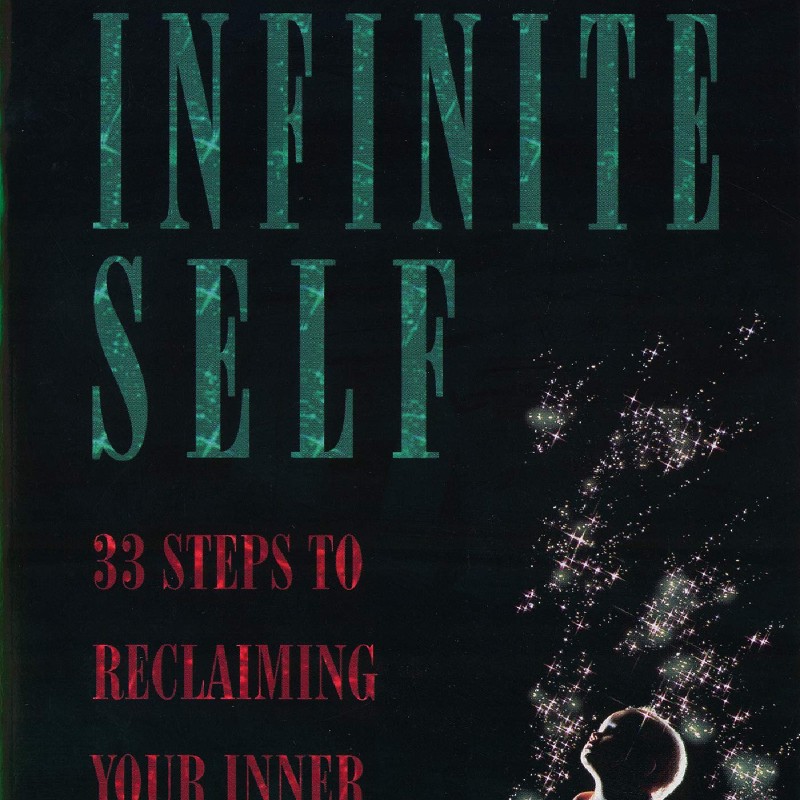 INFINITE
SELF
33 STEPS TO
RECLAIMING
YOUR INNER